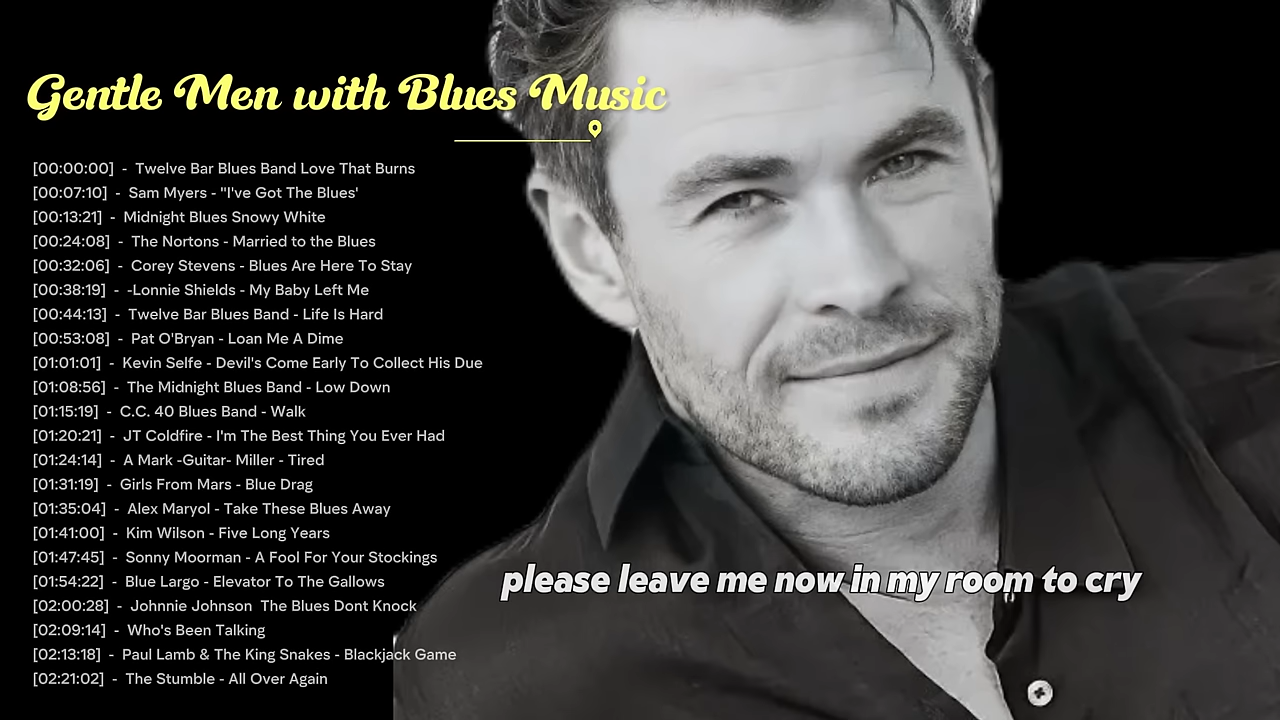 Gentle Men with Blues Music
[00:00:00] - Twelve Bar Blues Band Love That Burns
[00:07:10] - Sam Myers - "I've Got The Blues'
[00:13:21] - Midnight Blues Snowy White
[00:24:08] - The Nortons - Married to the Blues
[00:32:06] - Corey Stevens - Blues Are Here To Stay
[00:38:19] - -Lonnie Shields - My Baby Left Me
[00:44:13] - Twelve Bar Blues Band - Life Is Hard
[00:53:08] - Pat O'Bryan - Loan Me A Dime
[01:01:01] - Kevin Selfe - Devil's Come Early To Collect His Due
[01:08:56] - The Midnight Blues Band - Low Down
[01:15:19] - C.C. 40 Blues Band - Walk
[01:20:21] - JT Coldfire - I'm The Best Thing You Ever Had
[01:24:14] - A Mark -Guitar- Miller - Tired
[01:31:19] - Girls From Mars - Blue Drag
[01:35:04] - Alex Maryol - Take These Blues Away
[01:41:00] - Kim Wilson - Five Long Years
[01:47:45] - Sonny Moorman - A Fool For Your Stockings
[01:54:22] - Blue Largo - Elevator To The Gallows
[02:00:28] - Johnnie Johnson The Blues Dont Knock
[02:09:14] - Who's Been Talking
[02:13:18] - Paul Lamb & The King Snakes - Blackjack Game
[02:21:02] - The Stumble - All Over Again
please leave me now in my room to cry